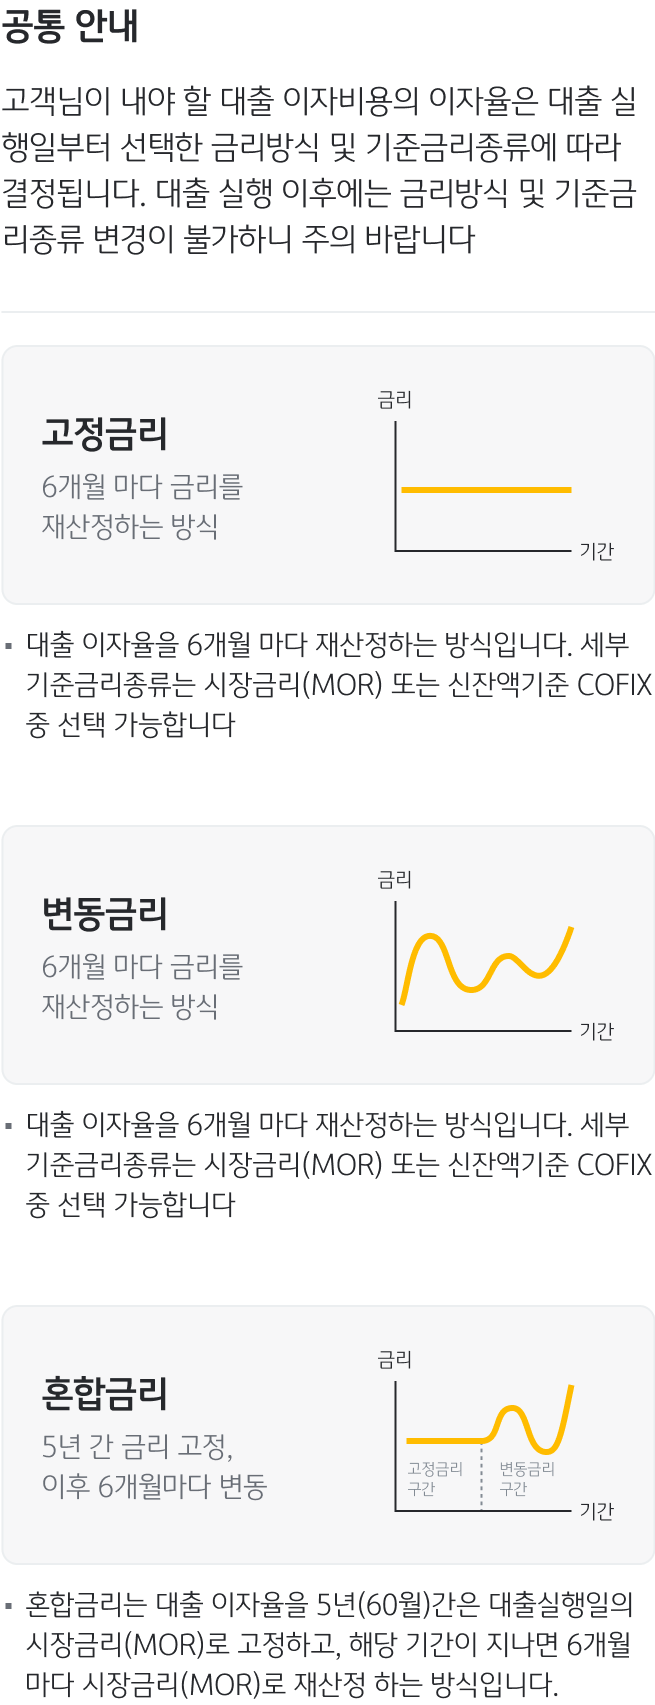 공통 안내
고객님이 내야 할 대출 이자비용의 이자율은 대출 실
행일부터 선택한 금리방식 및 기준금리종류에 따라
결정됩니다. 대출 실행 이후에는 금리방식 및 기준금
리종류 변경이 불가하니 주의 바랍니다
고정금리
6개월 마다 금리를
재산정하는 방식
금리
기간
▪ 대출 이자율을 6개월 마다 재산정하는 방식입니다. 세부
기준금리종류는 시장금리(MOR) 또는 신잔액기준 COFIX
중 선택 가능합니다
변동금리
6개월 마다 금리를
재산정하는 방식
금리
기간
▪ 대출 이자율을 6개월 마다 재산정하는 방식입니다. 세부
기준금리종류는 시장금리(MOR) 또는 신잔액기준 COFIX
중 선택 가능합니다
혼합금리
5년 간 금리 고정,
이후 6개월마다 변동
금리
고정금리
구간
변동금리
구간
기간
▪ 혼합금리는 대출 이자율을 5년(60월)간은 대출실행일의
시장금리(MOR)로 고정하고, 해당 기간이 지나면 6개월
마다 시장금리(MOR)로 재산정 하는 방식입니다.